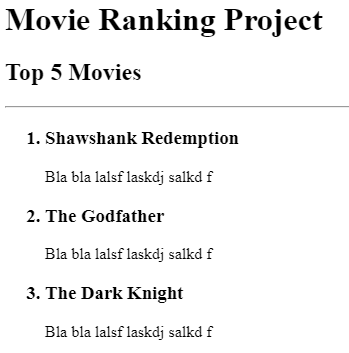 Movie Ranking Project
Top 5 Movies
1. Shawshank Redemption
Bla bla lalsf laskdj salkd f
2. The Godfather
Bla bla lalsf laskdj salkd f
3. The Dark Knight
Bla bla lalsf laskdj salkd f